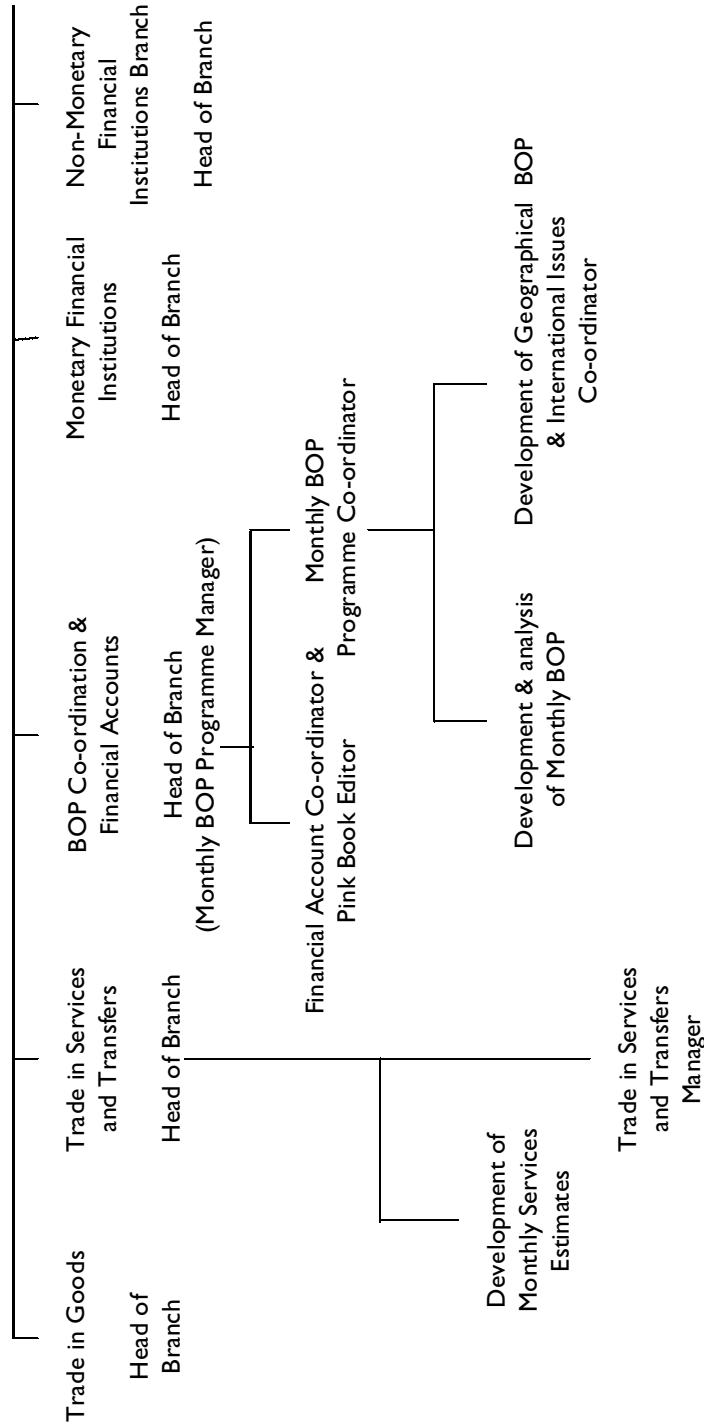 Trade in Goods
Head of
Branch
Trade in Services
and Transfers
Head of Branch
Development of
Monthly Services
Estimates
Trade in Services
and Transfers
Manager
BOP Co-ordination &
Financial Accounts
Head of Branch
(Monthly BOP Programme Manager)
Financial Account Co-ordinator &
Pink Book Editor
Monthly BOP
Programme Co-ordinator
Development & analysis
of Monthly BOP
Development of Geographical BOP
& International Issues
Co-ordinator
Monetary Financial
Institutions
Head of Branch
Non-Monetary
Financial
Institutions Branch
Head of Branch